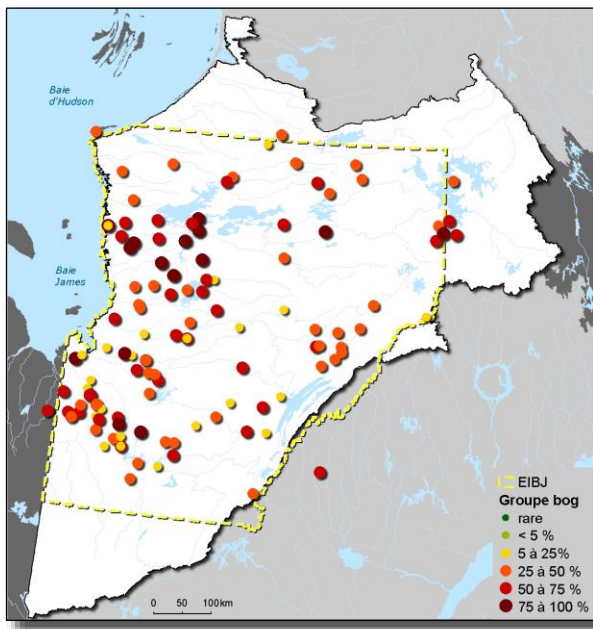 Baie
d'Hudson
Baie
James
EIBJ
Groupe bog
rare
< 5 %
5 à 25%
25 à 50 %
50 à 75 %
75 à 100 %
0 50 100km